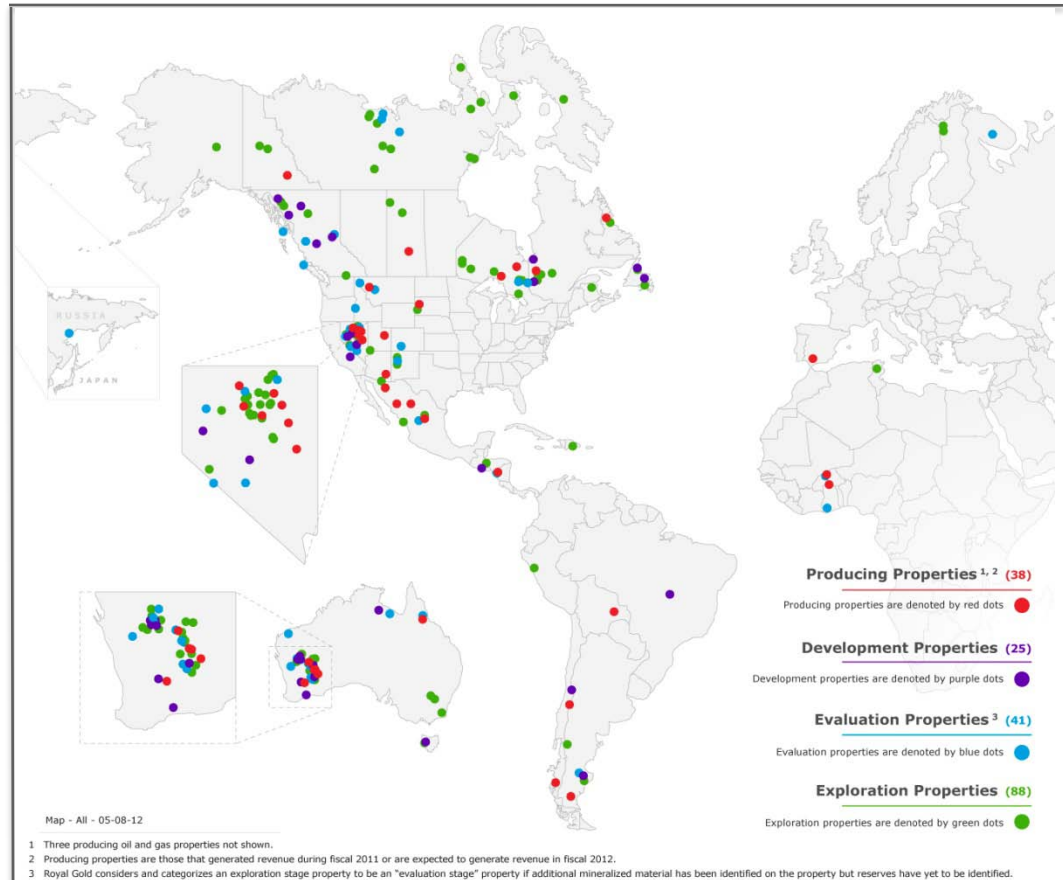 RUSSIA
JAPAN
Producing Properties 1, 2 (38)
Producing properties are denoted by red dots
Development Properties (25)
Development properties are denoted by purple dots
Evaluation Properties 3 (41)
Evaluation properties are denoted by blue dots
Exploration Properties (88)
Exploration properties are denoted by green dots
Map - All - 05-08-12
1 Three producing oil and gas properties not shown.
2 Producing properties are those that generated revenue during fiscal 2011 or are expected to generate revenue in fiscal 2012.
3 Royal Gold considers and categorizes an exploration stage property to be an "evaluation stage" property if additional mineralized material has been identified on the property but reserves have yet to be identified.